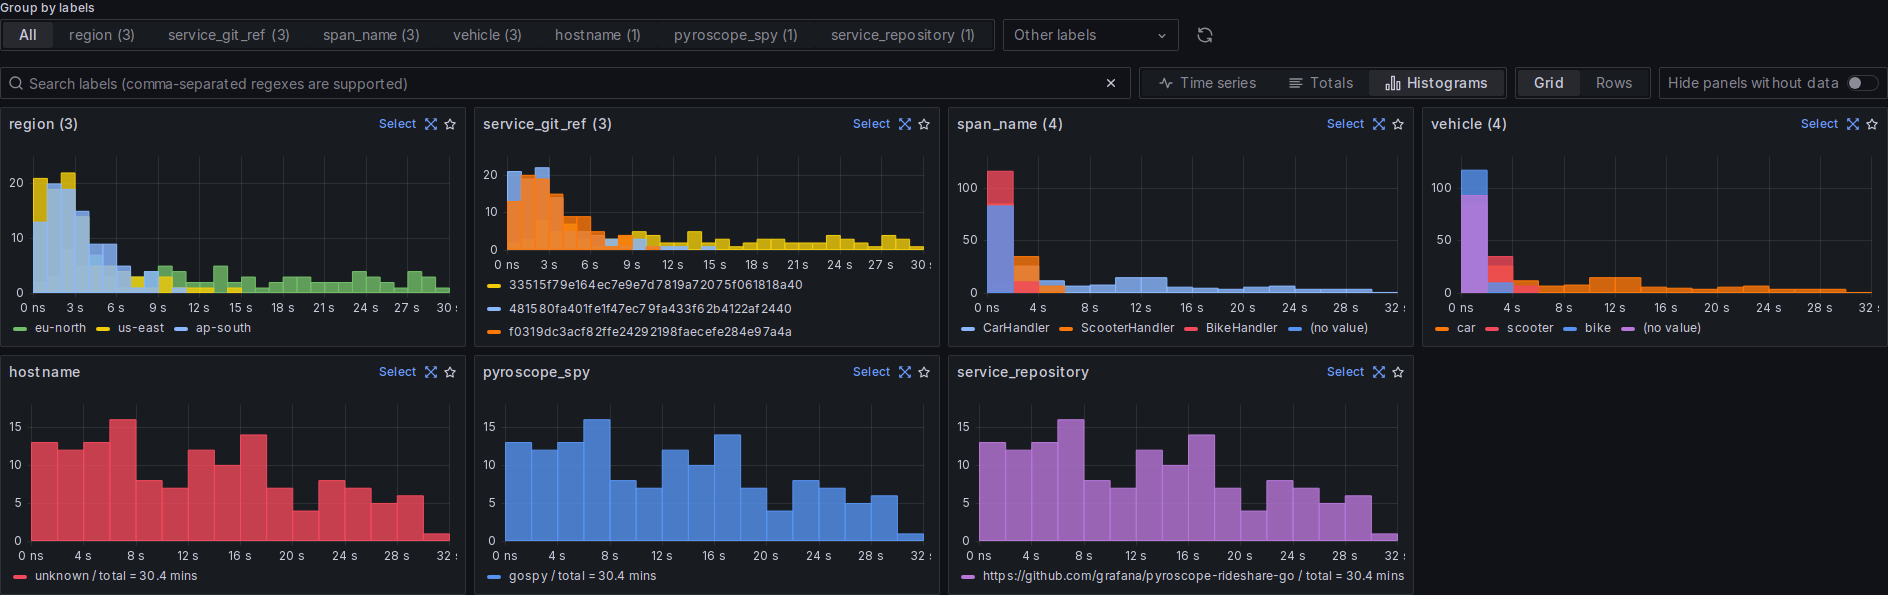 Group by labels
All region (3) service_git_ref (3) span_name (3) vehicle (3) hostname (1) pyroscope_spy (1) service_repository (1) Other labels
Search labels (comma-separated regexes are supported) Time series Totals Histograms Grid Rows Hide panels without data
region (3) Select
20
10
0
0 ns 3 s 6 s 9 s 12 s 15 s 18 s 21 s 24 s 27 s 30 s
eu-north us-east ap-south
service_git_ref (3) Select
20
10
0
0 ns 3 s 6 s 9 s 12 s 15 s 18 s 21 s 24 s 27 s 30 s
33515f79e164ec7e9e7d7819a72075f061818a40
481580fa401fe1f47ec79fa433f62b4122af2440
f0319dc3acf82ffe24292198faecefe284e97a4a
span_name (4) Select
100
50
0
0 ns 4 s 8 s 12 s 16 s 20 s 24 s 28 s 32 s
CarHandler ScooterHandler BikeHandler (no value)
vehicle (4) Select
100
50
0
0 ns 4 s 8 s 12 s 16 s 20 s 24 s 28 s 32 s
car scooter bike (no value)
hostname Select
15
10
5
0
0 ns 4 s 8 s 12 s 16 s 20 s 24 s 28 s 32 s
unknown / total = 30.4 mins
pyroscope_spy Select
15
10
5
0
0 ns 4 s 8 s 12 s 16 s 20 s 24 s 28 s 32 s
gospy / total = 30.4 mins
service_repository Select
15
10
5
0
0 ns 4 s 8 s 12 s 16 s 20 s 24 s 28 s 32 s
https://github.com/grafana/pyroscope-rideshare-go / total = 30.4 mins